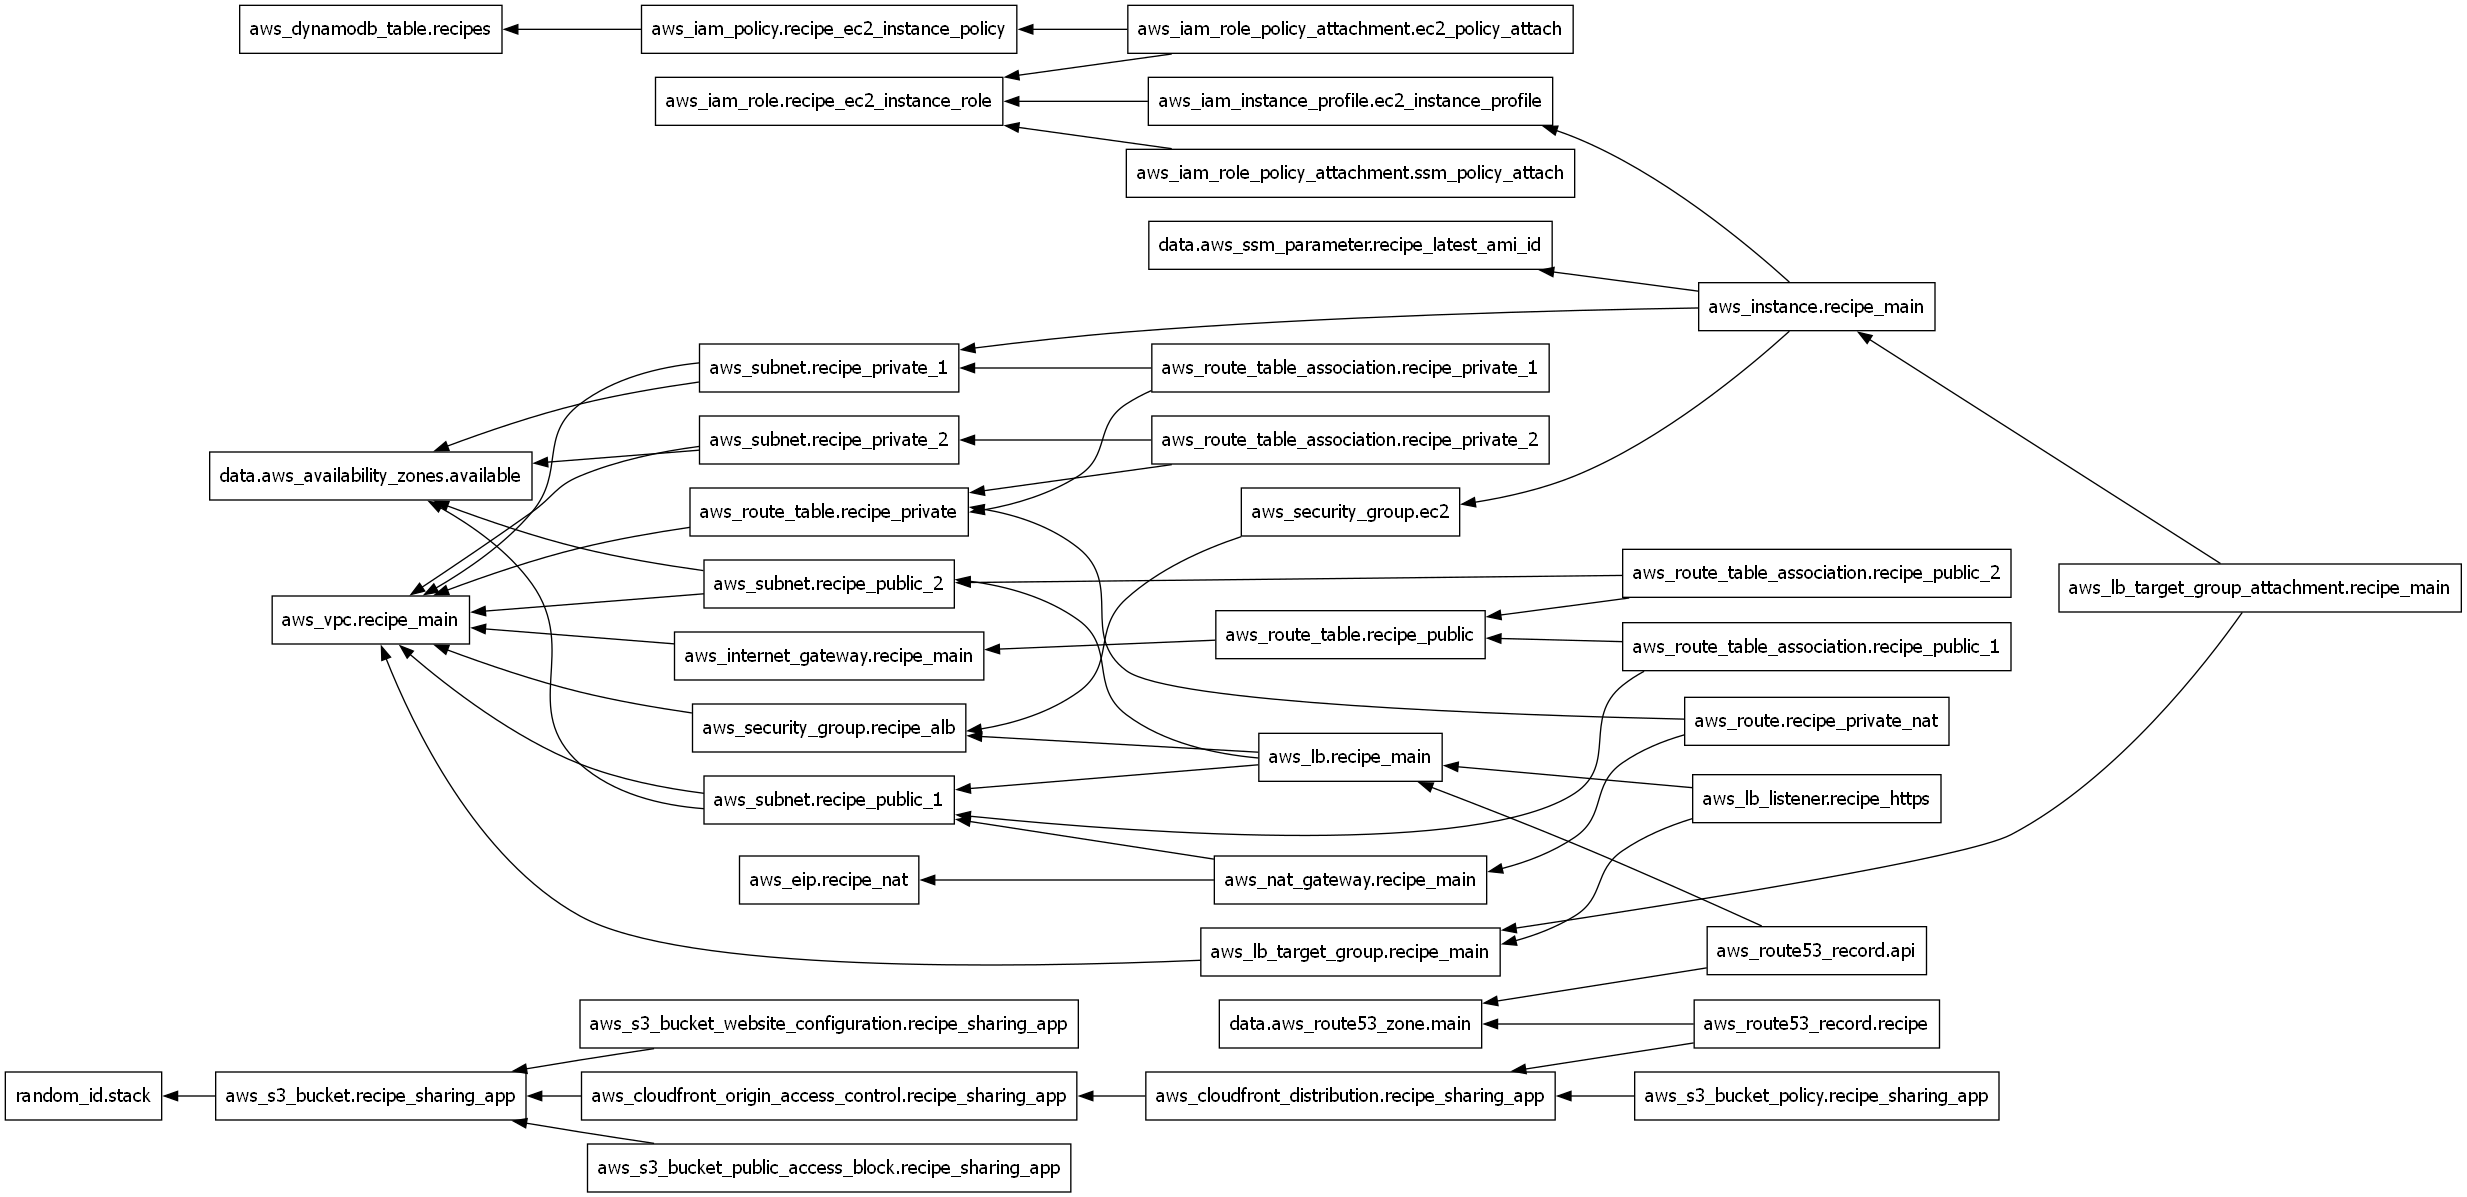 aws_dynamodb_table.recipes
aws_iam_policy.recipe_ec2_instance_policy
aws_iam_role_policy_attachment.ec2_policy_attach
aws_iam_role.recipe_ec2_instance_role
aws_iam_instance_profile.ec2_instance_profile
aws_iam_role_policy_attachment.ssm_policy_attach
data.aws_ssm_parameter.recipe_latest_ami_id
aws_instance.recipe_main
aws_subnet.recipe_private_1
aws_route_table_association.recipe_private_1
aws_subnet.recipe_private_2
aws_route_table_association.recipe_private_2
data.aws_availability_zones.available
aws_route_table.recipe_private
aws_security_group.ec2
aws_subnet.recipe_public_2
aws_route_table_association.recipe_public_2
aws_lb_target_group_attachment.recipe_main
aws_vpc.recipe_main
aws_route_table.recipe_public
aws_internet_gateway.recipe_main
aws_route_table_association.recipe_public_1
aws_security_group.recipe_alb
aws_route.recipe_private_nat
aws_lb.recipe_main
aws_subnet.recipe_public_1
aws_lb_listener.recipe_https
aws_eip.recipe_nat
aws_nat_gateway.recipe_main
aws_lb_target_group.recipe_main
aws_route53_record.api
aws_s3_bucket_website_configuration.recipe_sharing_app
data.aws_route53_zone.main
aws_route53_record.recipe
random_id.stack
aws_s3_bucket.recipe_sharing_app
aws_cloudfront_origin_access_control.recipe_sharing_app
aws_cloudfront_distribution.recipe_sharing_app
aws_s3_bucket_policy.recipe_sharing_app
aws_s3_bucket_public_access_block.recipe_sharing_app